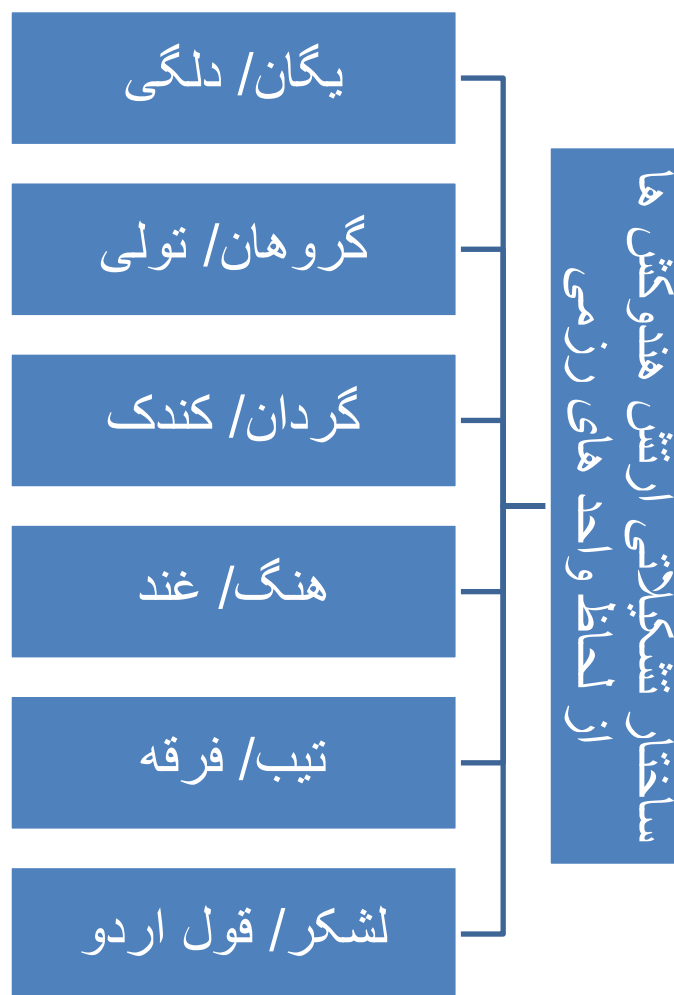 ساختار تشکیلاتی ارتش هندوکش ها
از لحاظ واحد های رزمی
یگان/ دلگی
گروهان/ تولی
گردان/ کندک
هنگ/ غند
تیپ/ فرقه
لشکر/ قول اردو